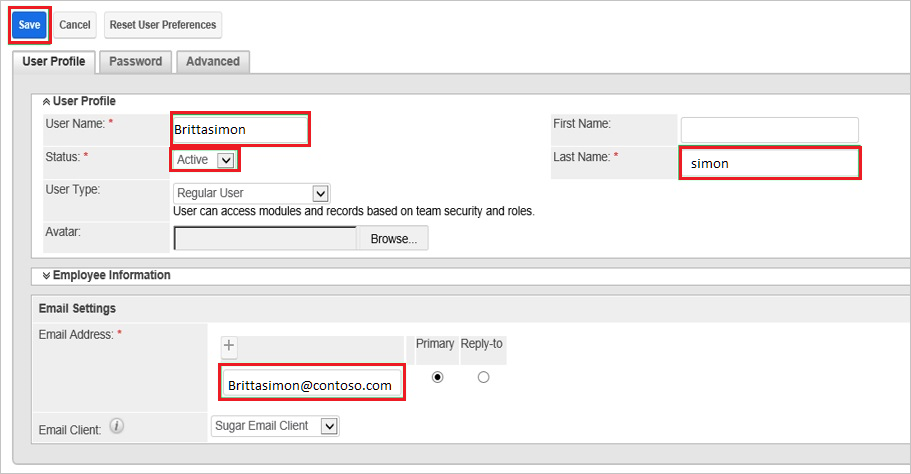 Save Cancel Reset User Preferences
User Profile Password Advanced
User Profile
User Name: * Brittasimon First Name:
Status: * Active Last Name: * simon
User Type: Regular User
User can access modules and records based on team security and roles.
Avatar: Browse...
Employee Information
Email Settings
Email Address: * + Primary Reply-to
Brittasimon@contoso.com
Email Client: i Sugar Email Client